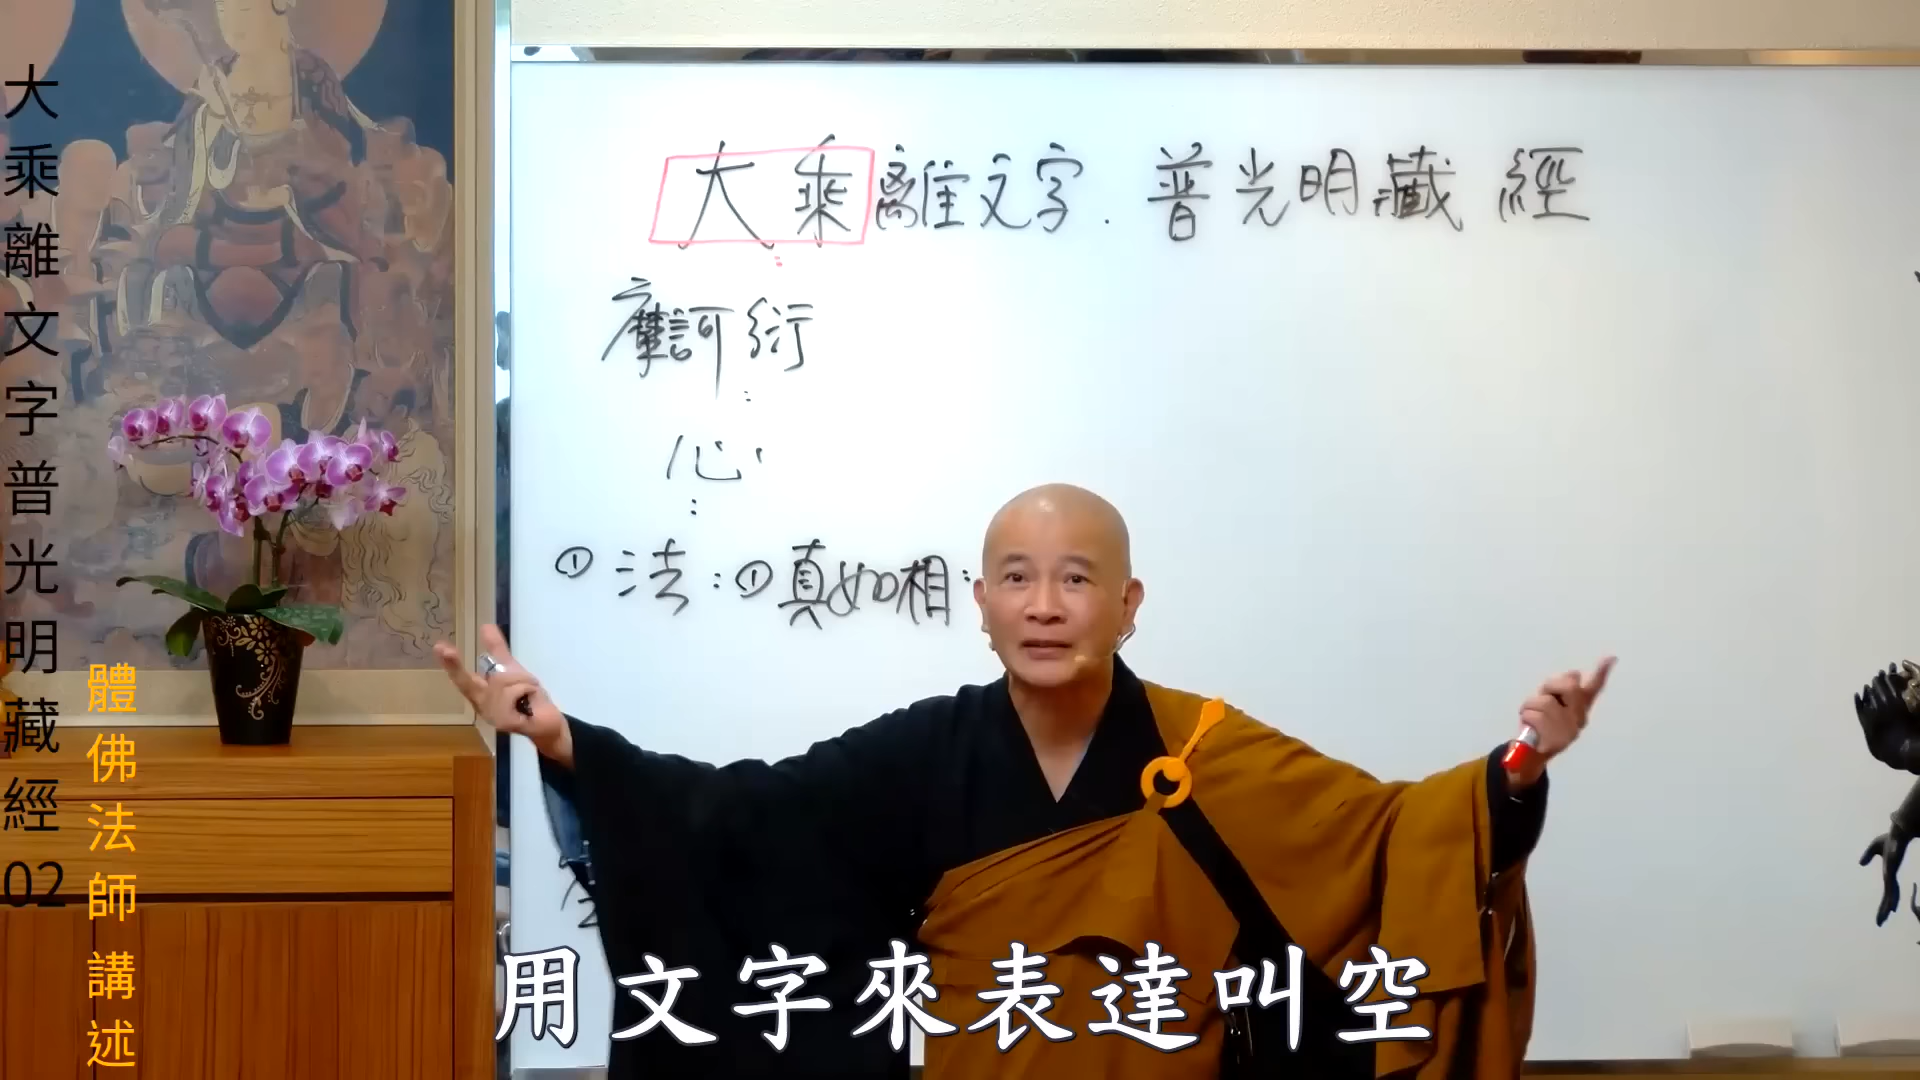 大乘離文字普光明藏經02
體佛法師講述
大乘離文字.普光明藏經
摩訶衍
心
① 法:①真如相:
用文字來表達叫空